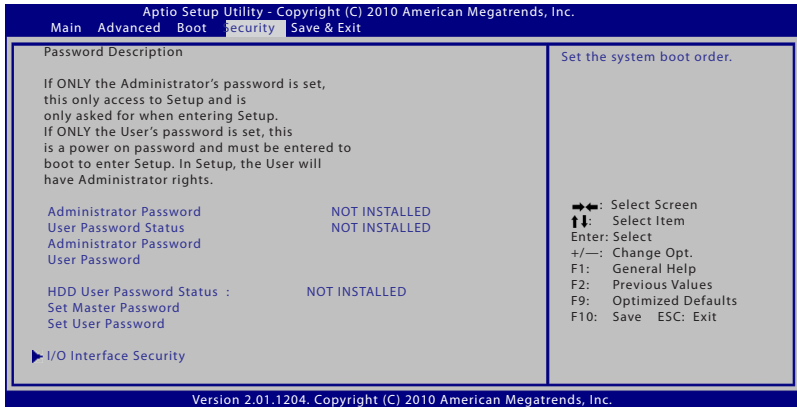 Aptio Setup Utility - Copyright (C) 2010 American Megatrends, Inc.
Main Advanced Boot Security Save & Exit
Password Description
If ONLY the Administrator's password is set,
this only access to Setup and is
only asked for when entering Setup.
If ONLY the User's password is set, this
is a power on password and must be entered to
boot to enter Setup. In Setup, the User will
have Administrator rights.
Administrator Password NOT INSTALLED
User Password Status NOT INSTALLED
Administrator Password
User Password
HDD User Password Status : NOT INSTALLED
Set Master Password
Set User Password
I/O Interface Security
Set the system boot order.
→←: Select Screen
↑↓: Select Item
Enter: Select
+/—: Change Opt.
F1: General Help
F2: Previous Values
F9: Optimized Defaults
F10: Save ESC: Exit
Version 2.01.1204. Copyright (C) 2010 American Megatrends, Inc.